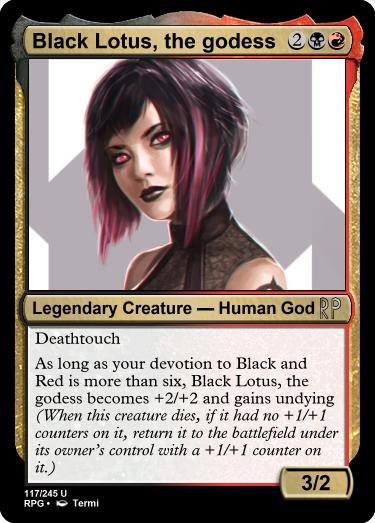 Black Lotus, the godess 2
Legendary Creature — Human God RP
Deathtouch
As long as your devotion to Black and
Red is more than six, Black Lotus, the
godess becomes +2/+2 and gains undying
(When this creature dies, if it had no +1/+1
counters on it, return it to the battlefield under
its owner's control with a +1/+1 counter on
it.)
3/2
117/245 U
RPG • Termi